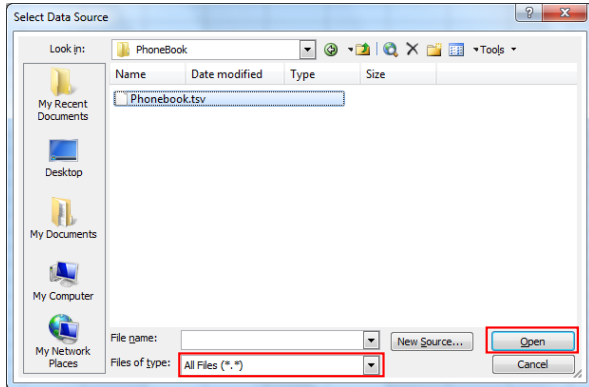 Select Data Source
Look in: PhoneBook Tools
Name Date modified Type Size
Phonebook.tsv
My Recent
Documents
Desktop
My Documents
My Computer
My Network
Places
File name: New Source... Open
Files of type: All Files (*.*) Cancel